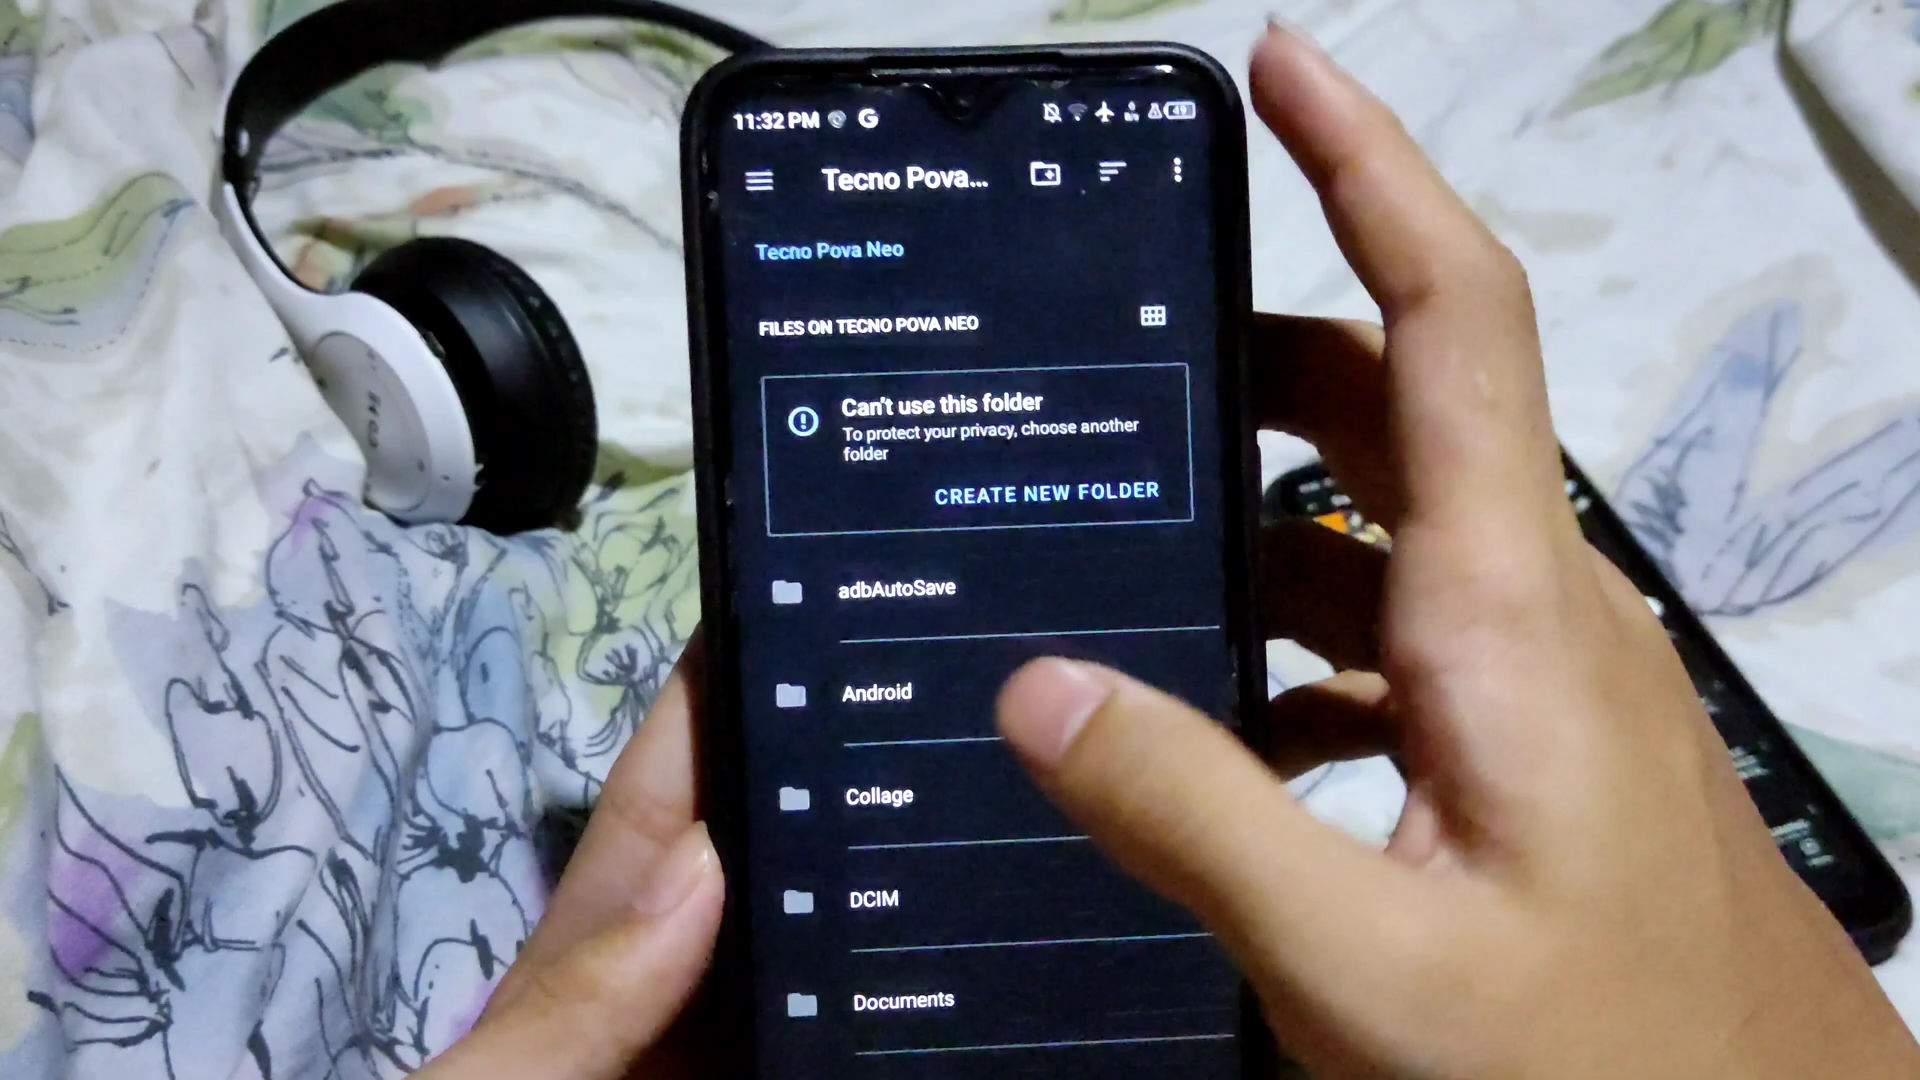 11:32 PM G 49
Tecno Pova...
Tecno Pova Neo
FILES ON TECNO POVA NEO
Can't use this folder
To protect your privacy, choose another
folder
CREATE NEW FOLDER
adbAutoSave
Android
Collage
DCIM
Documents